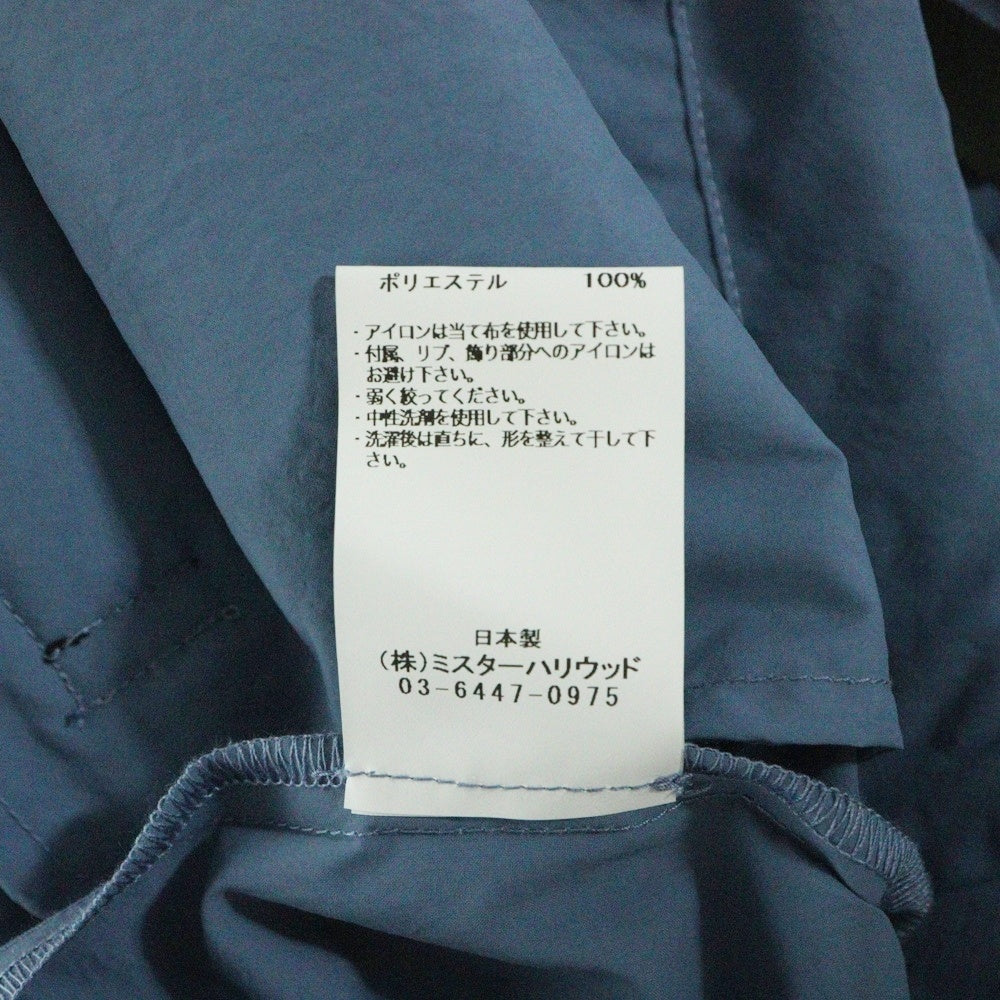 ポリエステル 100%
・アイロンは当て布を使用して下さい。
・付属、リブ、飾り部分へのアイロンは
お避け下さい。
・弱く絞ってください。
・中性洗剤を使用して下さい。
・洗濯後は直ちに、形を整えて干して下
さい。
日本製
(株)ミスターハリウッド
03-6447-0975